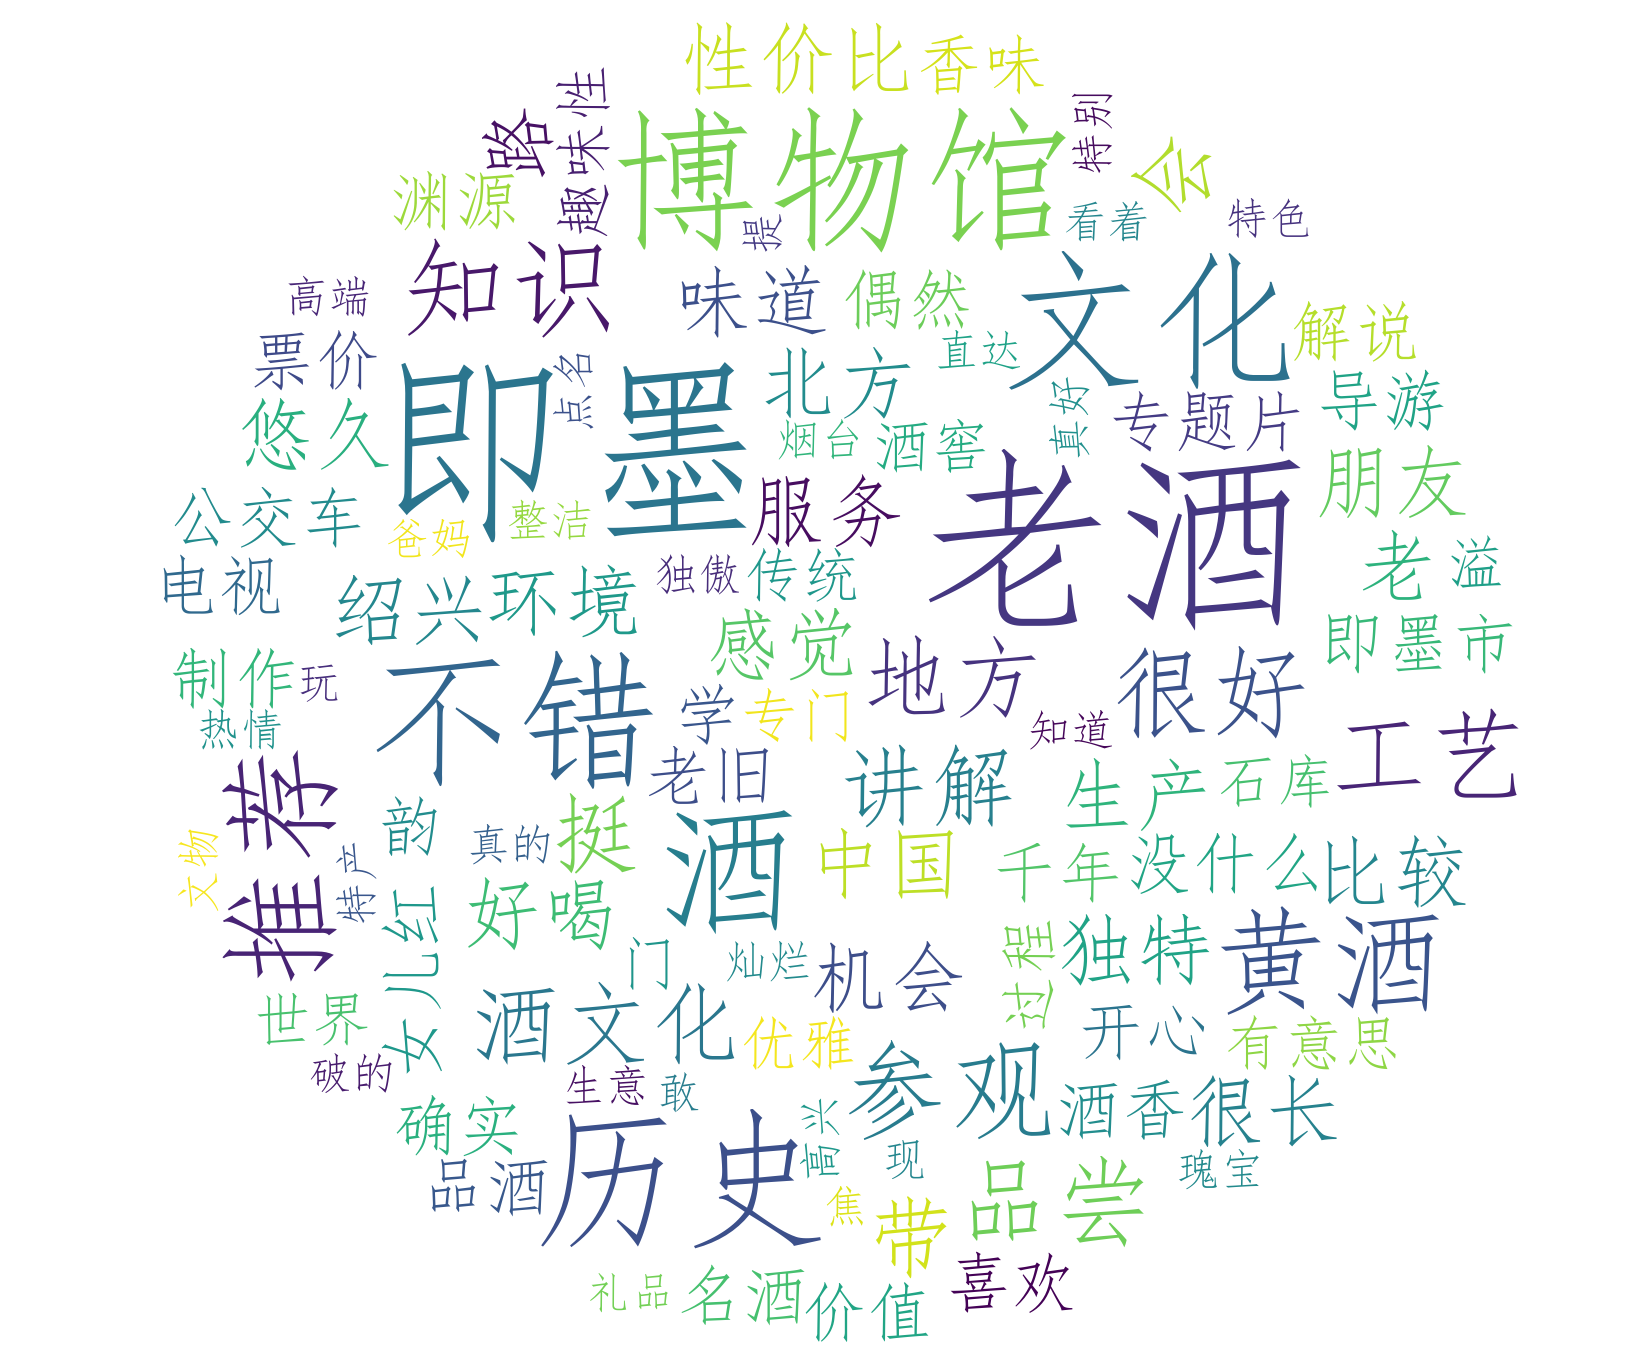 性价比
香味
趣味性
路
博物馆
特别
会
渊源
提
看着
特色
知识
高端
味道
偶然
文化
票价
点名
北方
直达
解说
悠久
即墨
烟台
酒窖
真好
专题片
导游
公交车
爸妈
整洁
服务
老酒
朋友
电视
绍兴
环境
独傲
传统
老
溢
制作
玩
不错
感觉
地方
很好
即墨市
热情
学
专门
知道
推荐
老旧
讲解
生产
石库
工艺
文物
特产
韵
真的
挺
酒
中国
千年
没什么
比较
女儿红
好喝
门
灿烂
机会
过程
独特
黄酒
世界
酒文化
优雅
开心
有意思
破的
生意
敢
参观
酒香
很长
确实
历史
高兴
现
瑰宝
品酒
焦
带
品尝
礼品
名酒
价值
喜欢